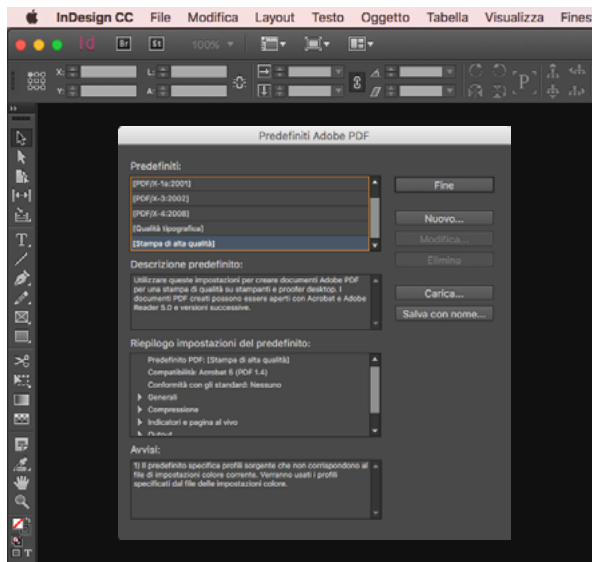 InDesign CC File Modifica Layout Testo Oggetto Tabella Visualizza Fines
Id Br St 100%
X: L:
Y: A:
P
Predefiniti Adobe PDF
Predefiniti:
[PDF/X-1a:2001]
[PDF/X-3:2002]
[PDF/X-4:2008]
[Qualità tipografica]
[Stampa di alta qualità]
Fine
Nuovo...
Modifica...
Elimina
Carica...
Salva con nome...
Descrizione predefinito:
Utilizzare queste impostazioni per creare documenti Adobe PDF
per una stampa di qualità su stampanti e proofer desktop. I
documenti PDF creati possono essere aperti con Acrobat e Adobe
Reader 5.0 e versioni successive.
Riepilogo impostazioni del predefinito:
Predefinito PDF: [Stampa di alta qualità]
Compatibilità: Acrobat 5 (PDF 1.4)
Conformità con gli standard: Nessuno
Generali
Compressione
Indicatori e pagina al vivo
Output
Avvisi:
1) Il predefinito specifica profili sorgente che non corrispondono al
file di impostazioni colore corrente. Verranno usati i profili
specificati dal file delle impostazioni colore.